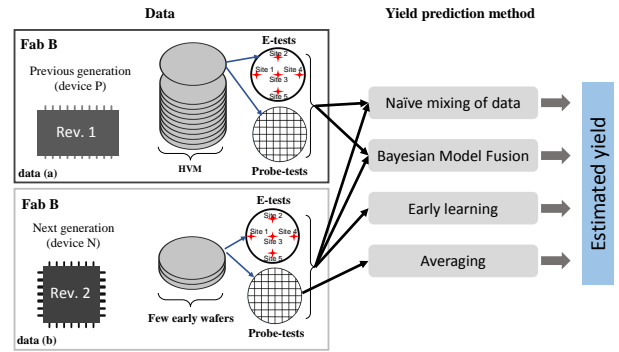 Data
Yield prediction method
Fab B
Previous generation
(device P)
Rev. 1
HVM
E-tests
Site 2
Site 1
Site 4
Site 3
Site 5
Probe-tests
data (a)
Fab B
Next generation
(device N)
Rev. 2
Few early wafers
E-tests
Site 2
Site 1
Site 4
Site 3
Site 5
Probe-tests
data (b)
Naïve mixing of data
Bayesian Model Fusion
Early learning
Averaging
Estimated yield